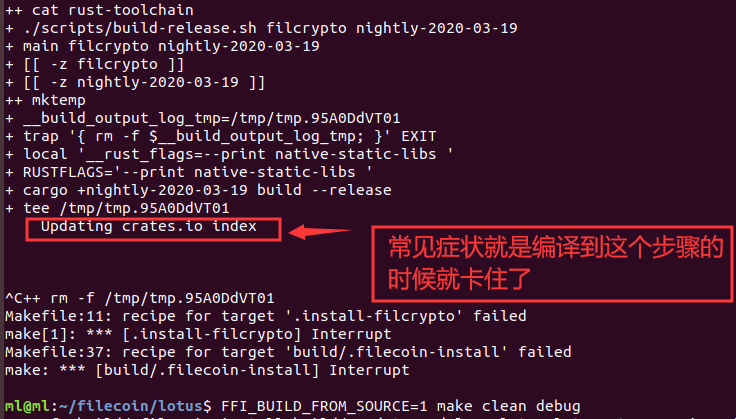 ++ cat rust-toolchain
+ ./scripts/build-release.sh filcrypto nightly-2020-03-19
+ main filcrypto nightly-2020-03-19
+ [[ -z filcrypto ]]
+ [[ -z nightly-2020-03-19 ]]
++ mktemp
+ __build_output_log_tmp=/tmp/tmp.95A0DdVT01
+ trap '{ rm -f $__build_output_log_tmp; }' EXIT
+ local '__rust_flags=--print native-static-libs '
+ RUSTFLAGS='--print native-static-libs '
+ cargo +nightly-2020-03-19 build --release
+ tee /tmp/tmp.95A0DdVT01
Updating crates.io index
常见症状就是编译到这个步骤的
时候就卡住了
^C++ rm -f /tmp/tmp.95A0DdVT01
Makefile:11: recipe for target '.install-filcrypto' failed
make[1]: *** [.install-filcrypto] Interrupt
Makefile:37: recipe for target 'build/.filecoin-install' failed
make: *** [build/.filecoin-install] Interrupt
ml@ml:~/filecoin/lotus$ FFI_BUILD_FROM_SOURCE=1 make clean debug